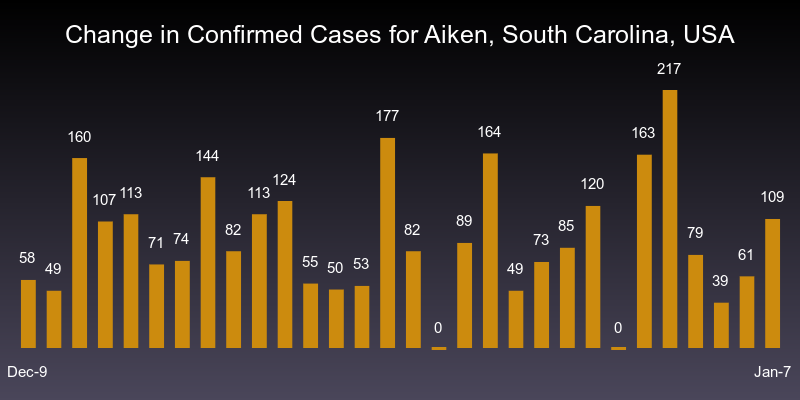 Change in Confirmed Cases for Aiken, South Carolina, USA
58 49 160 107 113 71 74 144 82 113 124 55 50 53 177 82 0 89 164 49 73 85 120 0 163 217 79 39 61 109
Dec-9 Jan-7